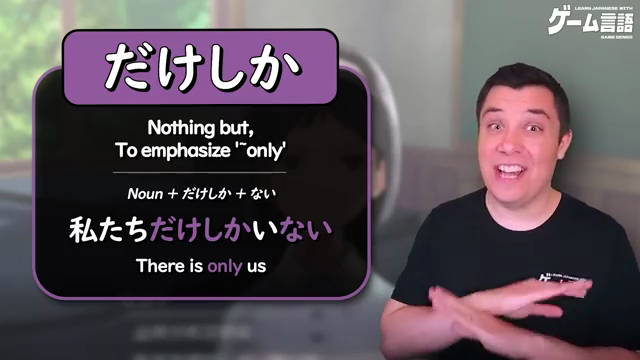 LEARN JAPANESE WITH
ゲーム言語
GAME GENGO
だけしか
Nothing but,
To emphasize '~only'
Noun + だけしか + ない
私たちだけしかいない
There is only us